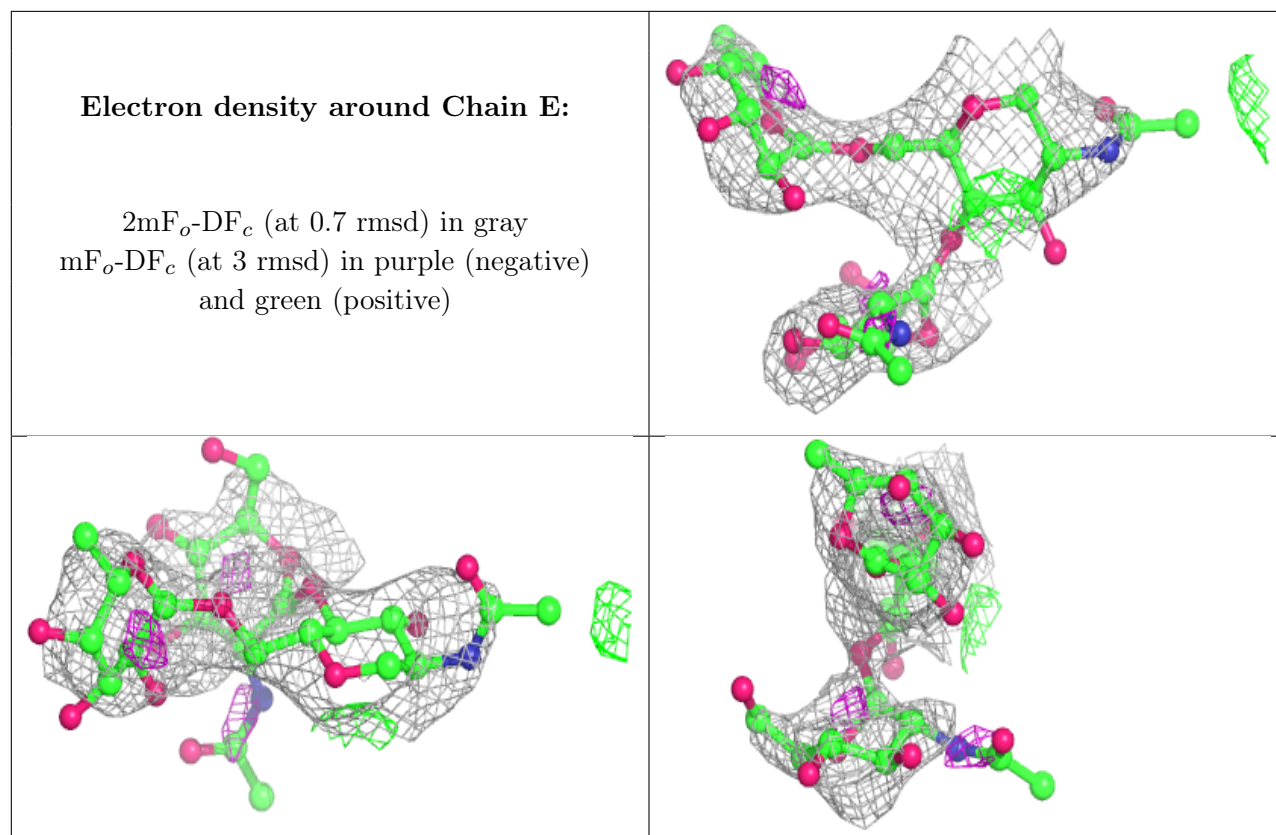 Electron density around Chain E:
2mFₒ-DF𝒸 (at 0.7 rmsd) in gray
mFₒ-DF𝒸 (at 3 rmsd) in purple (negative)
and green (positive)